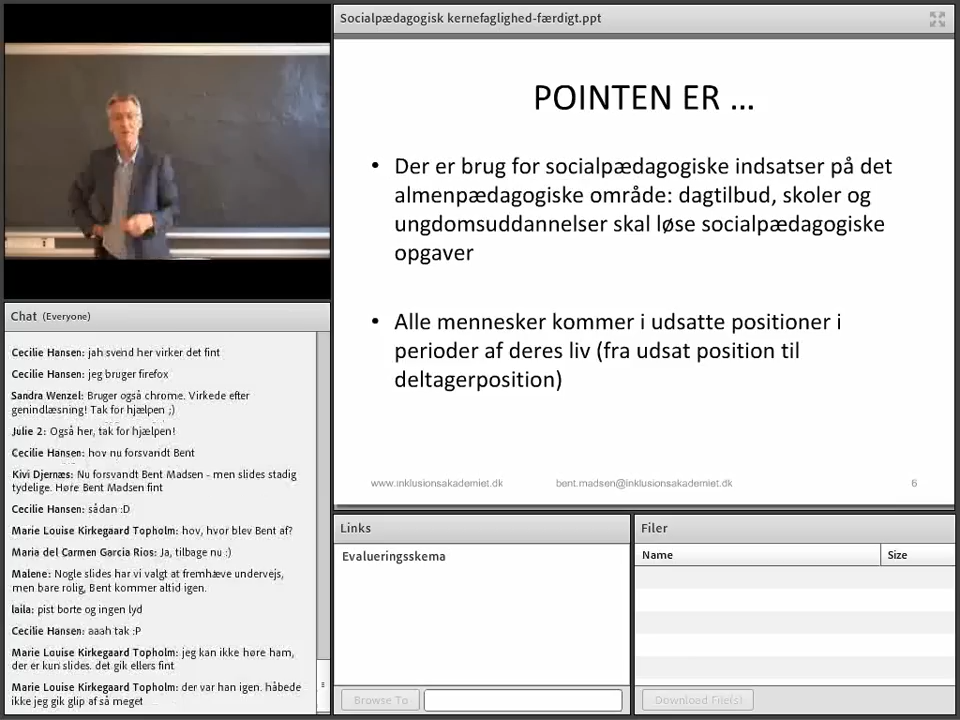 Socialpædagogisk kernefaglighed-færdigt.ppt
POINTEN ER ...
• Der er brug for socialpædagogiske indsatser på det
almenpædagogiske område: dagtilbud, skoler og
ungdomsuddannelser skal løse socialpædagogiske
opgaver
• Alle mennesker kommer i udsatte positioner i
perioder af deres liv (fra udsat position til
deltagerposition)
www.inklusionsakademiet.dk bent.madsen@inklusionsakademiet.dk 6
Chat (Everyone)
Cecilie Hansen: jah svend her virker det fint
Cecilie Hansen: jeg bruger firefox
Sandra Wenzel: Bruger også chrome. Virkede efter
genindlæsning! Tak for hjælpen ;)
Julie 2: Også her, tak for hjælpen!
Cecilie Hansen: hov nu forsvandt Bent
Kivi Djernæs: Nu forsvandt Bent Madsen - men slides stadig
tydelige. Høre Bent Madsen fint
Cecilie Hansen: sådan :D
Marie Louise Kirkegaard Topholm: hov, hvor blev Bent af?
Maria del Carmen Garcia Rios: Ja, tilbage nu :)
Malene: Nogle slides har vi valgt at fremhæve undervejs,
men bare rolig, Bent kommer altid igen.
laila: pist borte og ingen lyd
Cecilie Hansen: aaah tak :P
Marie Louise Kirkegaard Topholm: jeg kan ikke høre ham,
der er kun slides. det gik ellers fint
Marie Louise Kirkegaard Topholm: der var han igen. håbede
ikke jeg gik glip af så meget
Links
Evalueringsskema
Browse To
Filer
Name Size
Download File(s)